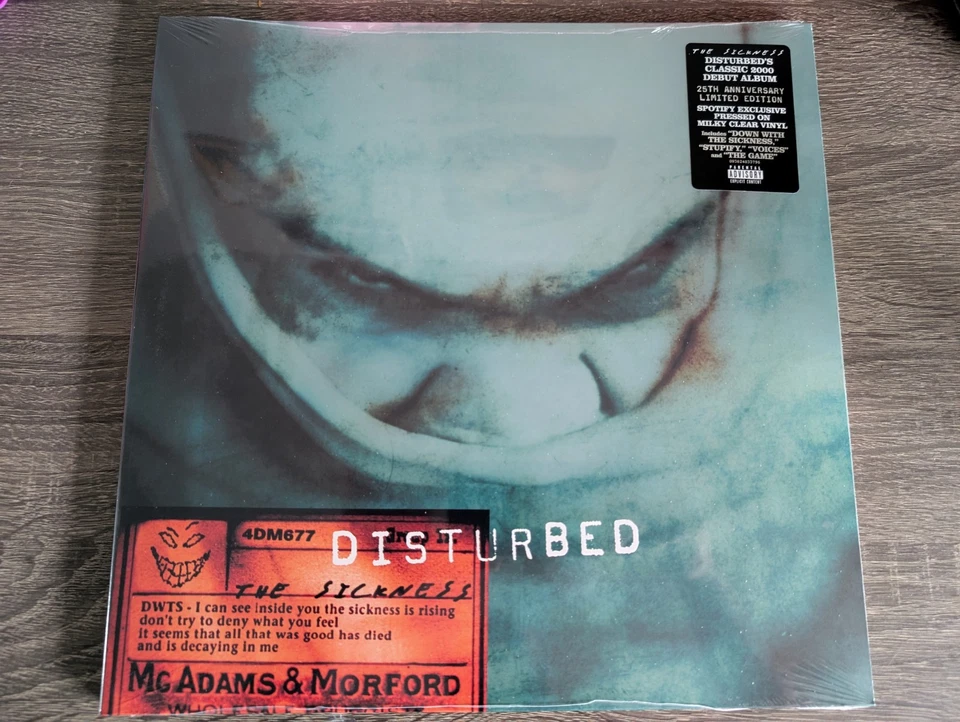 THE SICKNESS
DISTURBED'S
CLASSIC 2000
DEBUT ALBUM
25TH ANNIVERSARY
LIMITED EDITION
SPOTIFY EXCLUSIVE
PRESSED ON
MILKY CLEAR VINYL
Includes "DOWN WITH
THE SICKNESS,"
"STUPIFY," "VOICES"
and "THE GAME"
PARENTAL
ADVISORY
EXPLICIT CONTENT
4DM677
DISTURBED
THE SICKNESS
DWTS - I can see inside you the sickness is rising
don't try to deny what you feel
it seems that all that was good has died
and is decaying in me
MCADAMS & MORFORD
WHOLESALE